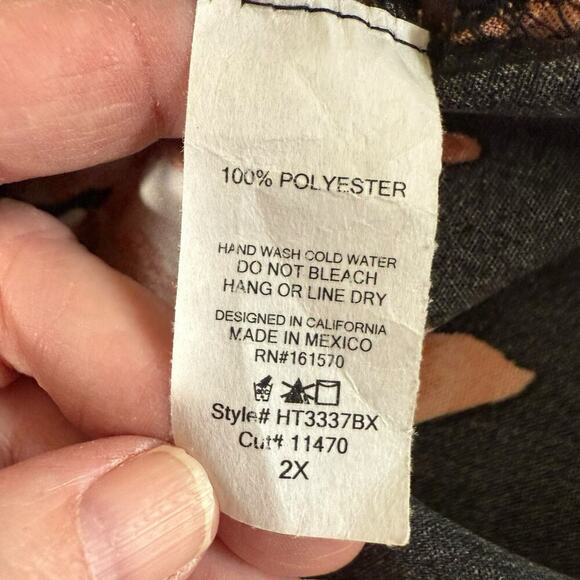 100% POLYESTER
HAND WASH COLD WATER
DO NOT BLEACH
HANG OR LINE DRY
DESIGNED IN CALIFORNIA
MADE IN MEXICO
RN#161570
Style# HT3337BX
Cut# 11470
2X